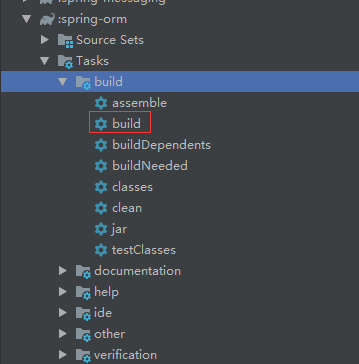 :spring-messaging
:spring-orm
Source Sets
Tasks
build
assemble
build
buildDependents
buildNeeded
classes
clean
jar
testClasses
documentation
help
ide
other
verification